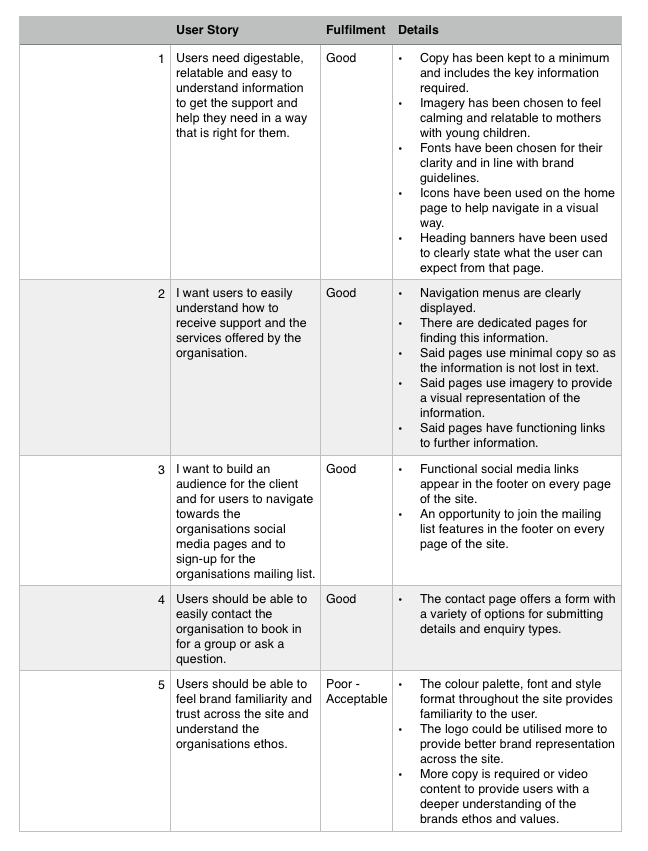 User Story Fulfilment Details
1 Users need digestable, relatable and easy to understand information to get the support and help they need in a way that is right for them. Good
• Copy has been kept to a minimum
and includes the key information
required.
• Imagery has been chosen to feel
calming and relatable to mothers
with young children.
• Fonts have been chosen for their
clarity and in line with brand
guidelines.
• Icons have been used on the home
page to help navigate in a visual
way.
• Heading banners have been used
to clearly state what the user can
expect from that page.
2 I want users to easily understand how to receive support and the services offered by the organisation. Good
• Navigation menus are clearly
displayed.
• There are dedicated pages for
finding this information.
• Said pages use minimal copy so as
the information is not lost in text.
• Said pages use imagery to provide
a visual representation of the
information.
• Said pages have functioning links
to further information.
3 I want to build an audience for the client and for users to navigate towards the organisations social media pages and to sign-up for the organisations mailing list. Good
• Functional social media links
appear in the footer on every page
of the site.
• An opportunity to join the mailing
list features in the footer on every
page of the site.
4 Users should be able to easily contact the organisation to book in for a group or ask a question. Good
• The contact page offers a form with
a variety of options for submitting
details and enquiry types.
5 Users should be able to feel brand familiarity and trust across the site and understand the organisations ethos. Poor - Acceptable
• The colour palette, font and style
format throughout the site provides
familiarity to the user.
• The logo could be utilised more to
provide better brand representation
across the site.
• More copy is required or video
content to provide users with a
deeper understanding of the
brands ethos and values.